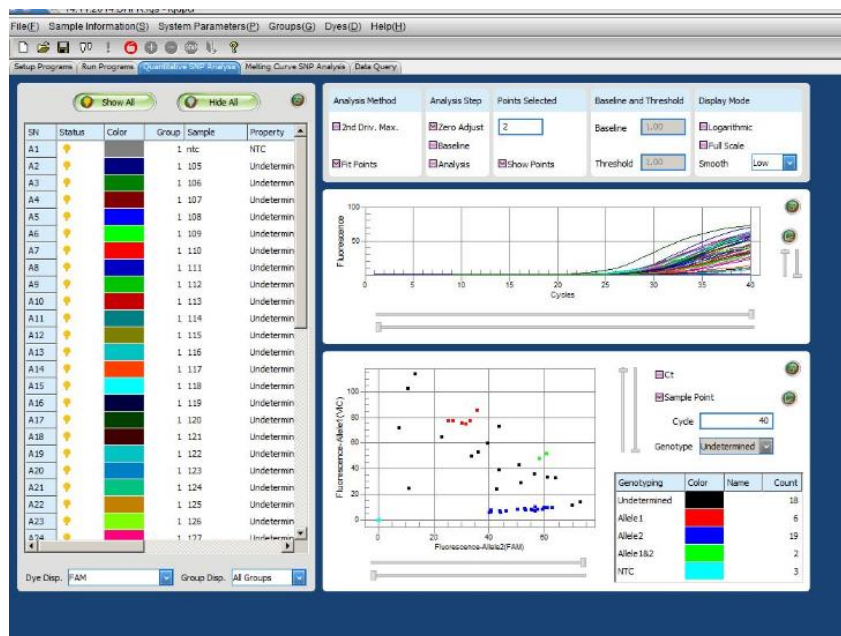 File(F) Sample Information(S) System Parameters(P) Groups(G) Dyes(D) Help(H)
Setup Programs Run Programs Quantitative SNP Analysis Melting Curve SNP Analysis Data Query
Show All Hide All
SN Status Color Group Sample Property
A1 1 ntc NTC
A2 1 105 Undetermin
A3 1 106 Undetermin
A4 1 107 Undetermin
A5 1 108 Undetermin
A6 1 109 Undetermin
A7 1 110 Undetermin
A8 1 111 Undetermin
A9 1 112 Undetermin
A10 1 113 Undetermin
A11 1 114 Undetermin
A12 1 115 Undetermin
A13 1 116 Undetermin
A14 1 117 Undetermin
A15 1 118 Undetermin
A16 1 119 Undetermin
A17 1 120 Undetermin
A18 1 121 Undetermin
A19 1 122 Undetermin
A20 1 123 Undetermin
A21 1 124 Undetermin
A22 1 125 Undetermin
A23 1 126 Undetermin
A24 1 127 Undetermin
Dye Disp. FAM Group Disp. All Groups
Analysis Method Analysis Step Points Selected Baseline and Threshold Display Mode
2nd Driv. Max. Zero Adjust 2 Baseline 1.00 Logarithmic
Baseline Full Scale
Fit Points Analysis Show Points Threshold 1.00 Smooth Low
Fluorescence
100
50
0 5 10 15 20 25 30 35 40
Cycles
Fluorescence-Allele1(VIC)
100
80
60
40
20
0
0 20 40 60
Fluorescence-Allele2(FAM)
Ct
Sample Point
Cycle 40
Genotype Undetermined
Genotyping Color Name Count
Undetermined 18
Allele1 6
Allele2 19
Allele1&2 2
NTC 3